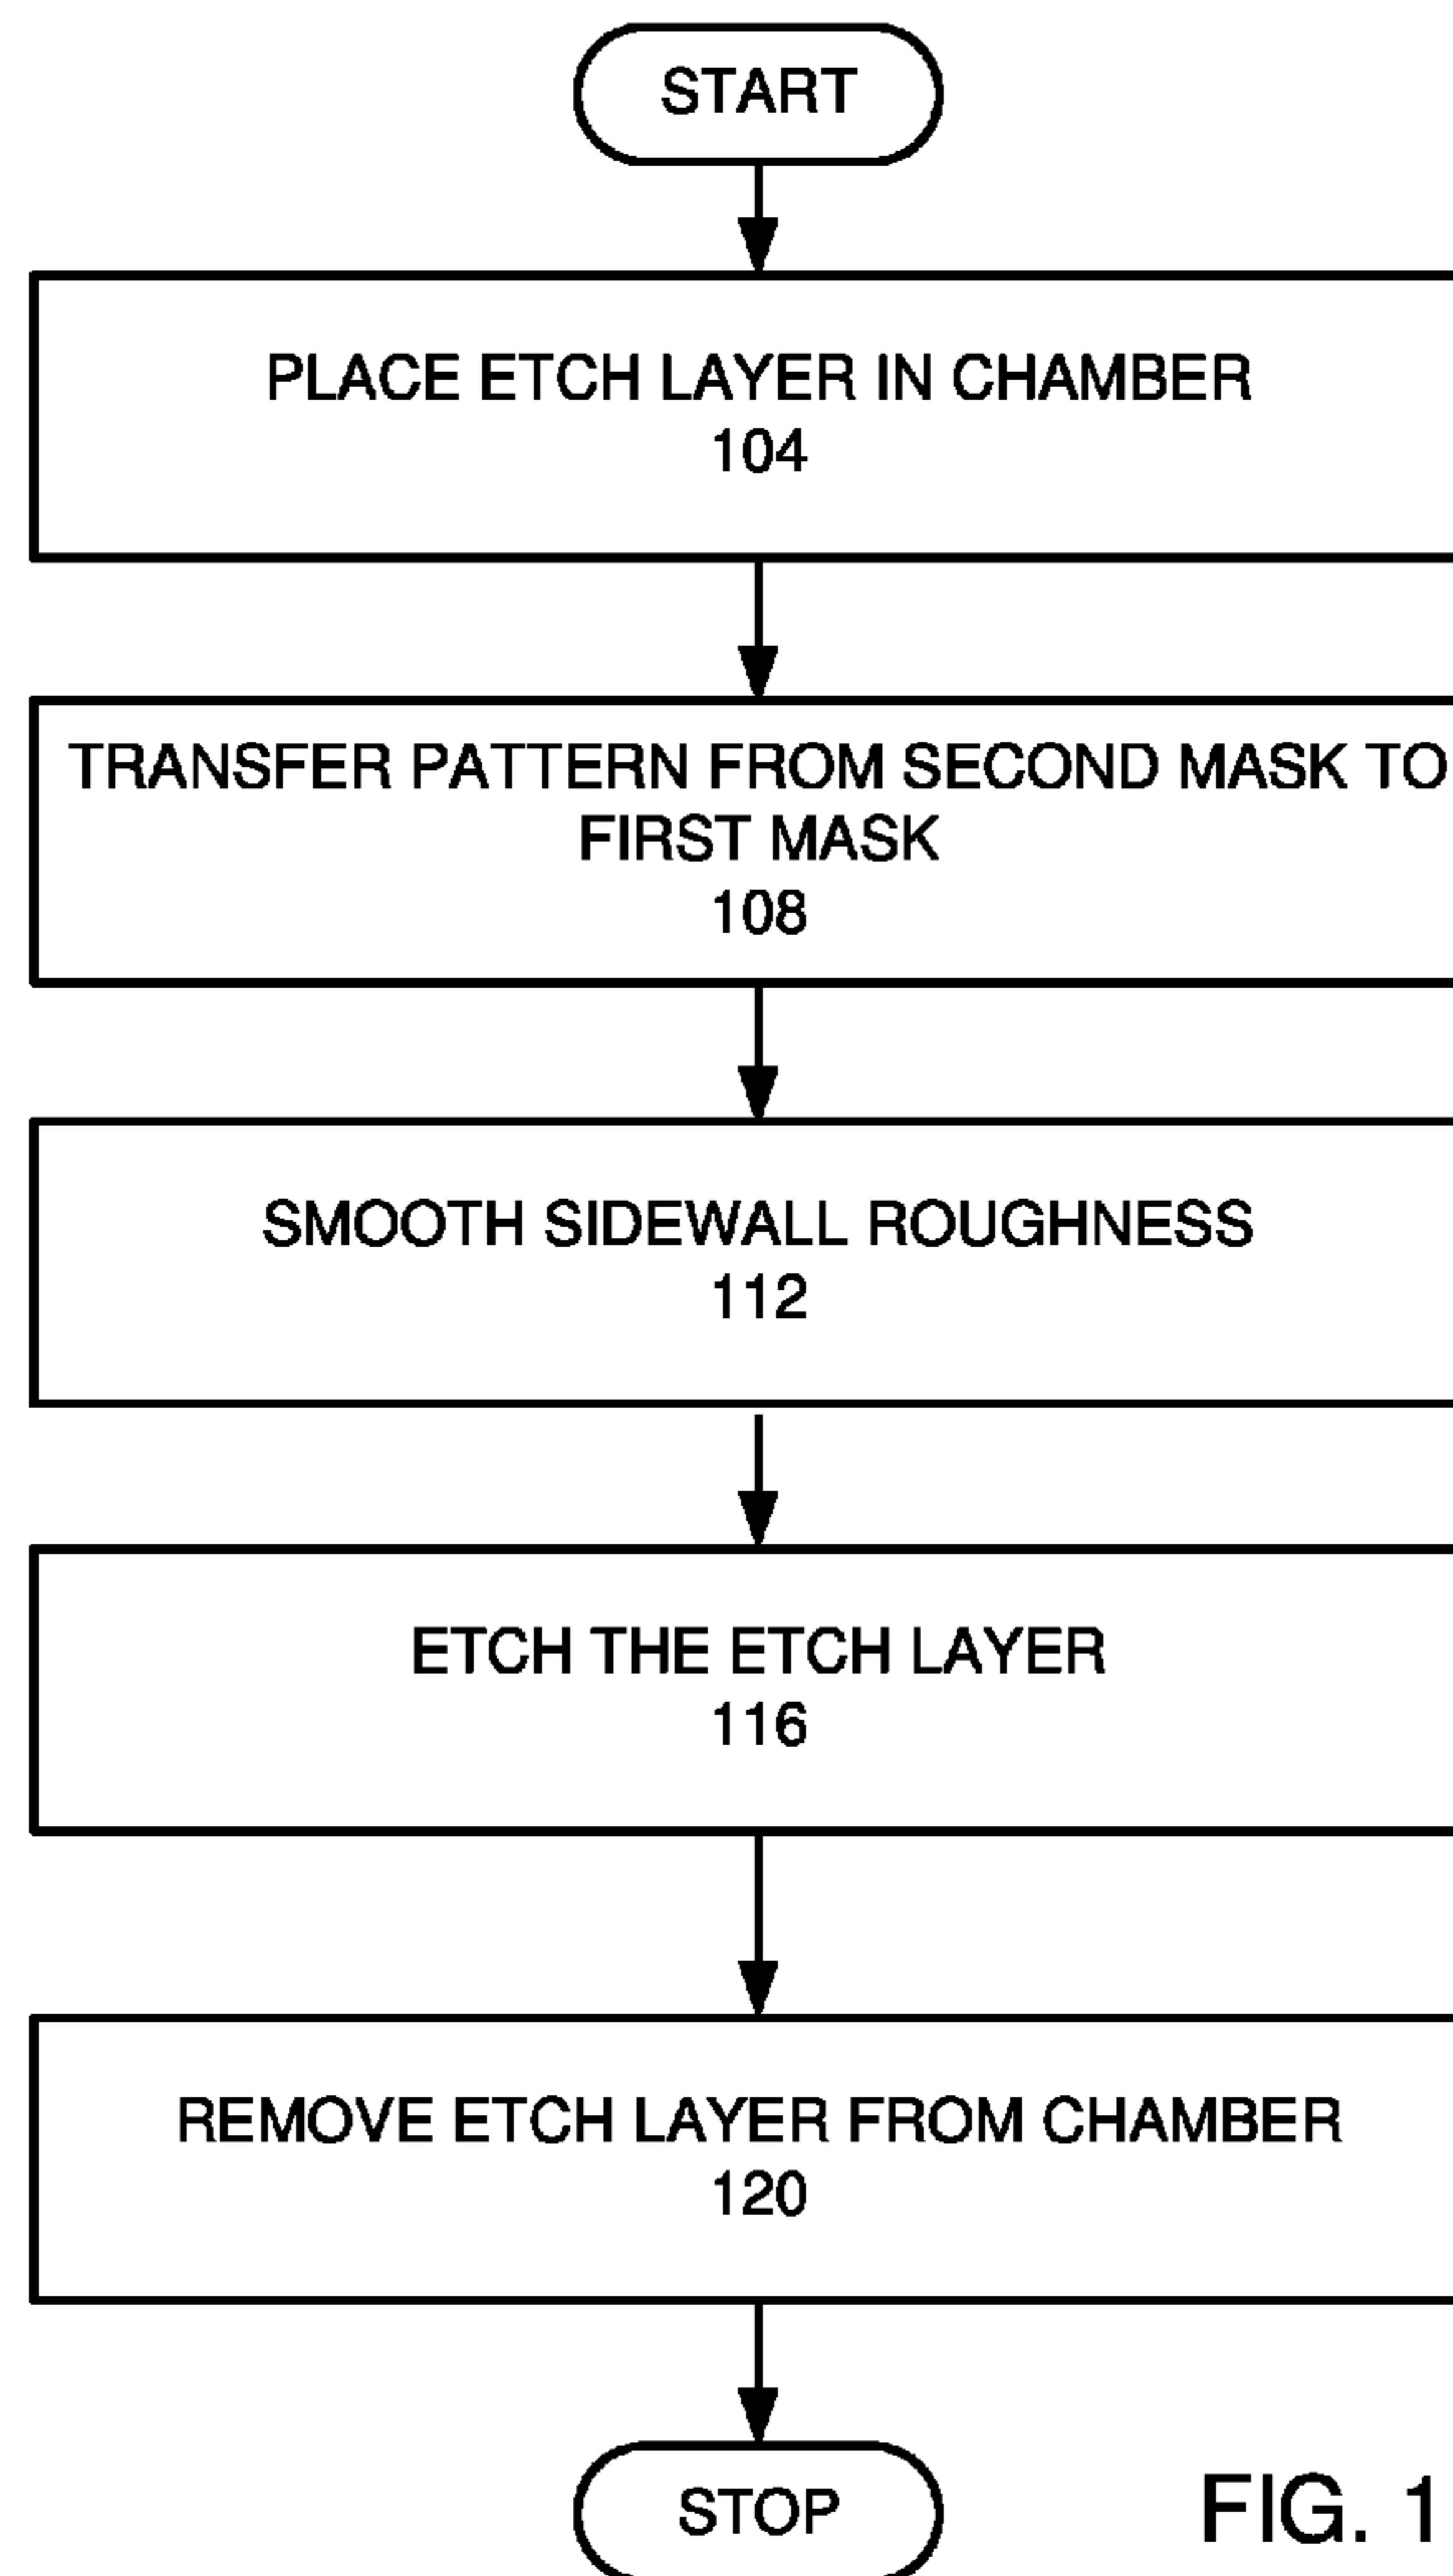 START
PLACE ETCH LAYER IN CHAMBER
104
TRANSFER PATTERN FROM SECOND MASK TO
FIRST MASK
108
SMOOTH SIDEWALL ROUGHNESS
112
ETCH THE ETCH LAYER
116
REMOVE ETCH LAYER FROM CHAMBER
120
STOP
FIG. 1